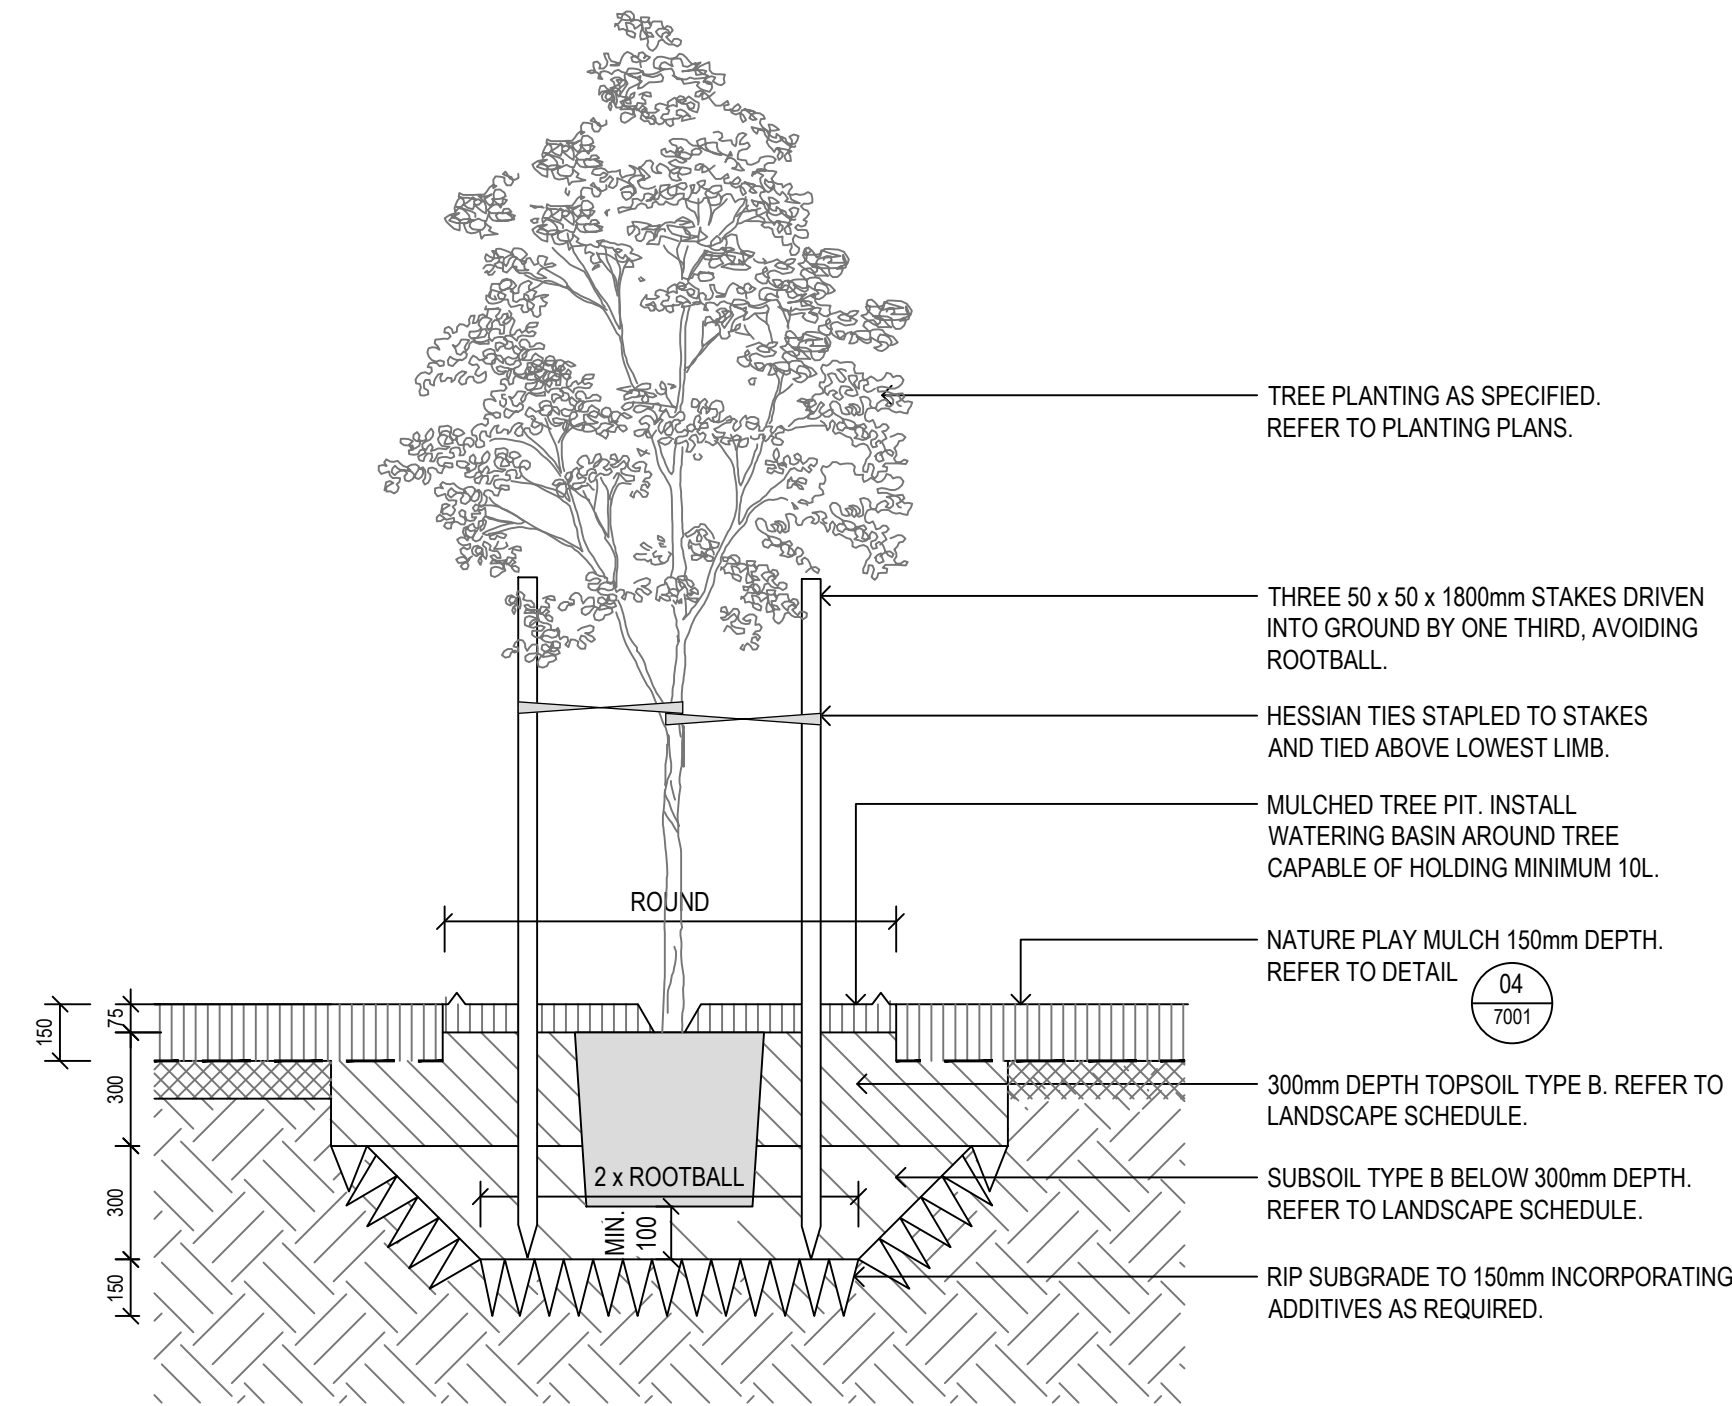 TREE PLANTING AS SPECIFIED.
REFER TO PLANTING PLANS.
THREE 50 x 50 x 1800mm STAKES DRIVEN
INTO GROUND BY ONE THIRD, AVOIDING
ROOTBALL.
HESSIAN TIES STAPLED TO STAKES
AND TIED ABOVE LOWEST LIMB.
MULCHED TREE PIT. INSTALL
WATERING BASIN AROUND TREE
CAPABLE OF HOLDING MINIMUM 10L.
ROUND
NATURE PLAY MULCH 150mm DEPTH.
REFER TO DETAIL
04
7001
150
75
300
300mm DEPTH TOPSOIL TYPE B. REFER TO
LANDSCAPE SCHEDULE.
2 x ROOTBALL
SUBSOIL TYPE B BELOW 300mm DEPTH.
REFER TO LANDSCAPE SCHEDULE.
300
MIN.
100
150
RIP SUBGRADE TO 150mm INCORPORATING
ADDITIVES AS REQUIRED.